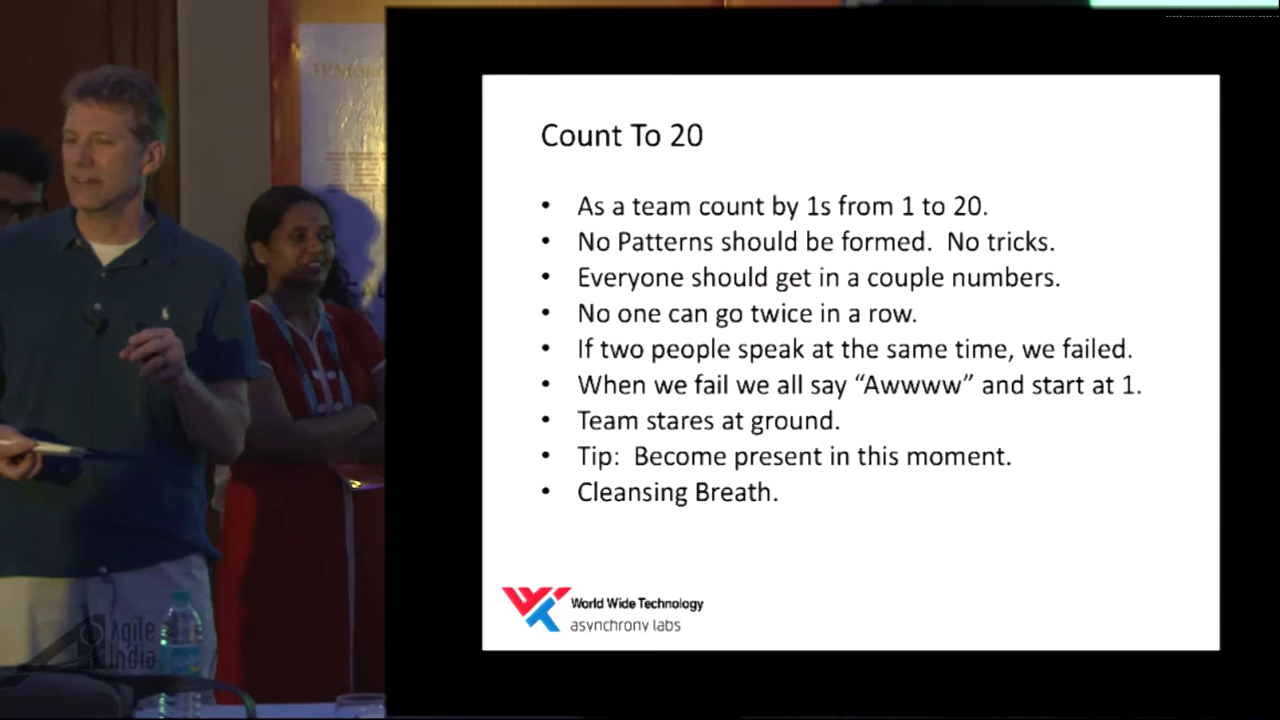 Count To 20
• As a team count by 1s from 1 to 20.
• No Patterns should be formed.  No tricks.
• Everyone should get in a couple numbers.
• No one can go twice in a row.
• If two people speak at the same time, we failed.
• When we fail we all say “Awwww” and start at 1.
• Team stares at ground.
• Tip:  Become present in this moment.
• Cleansing Breath.
World Wide Technology
asynchrony labs
Agile
India